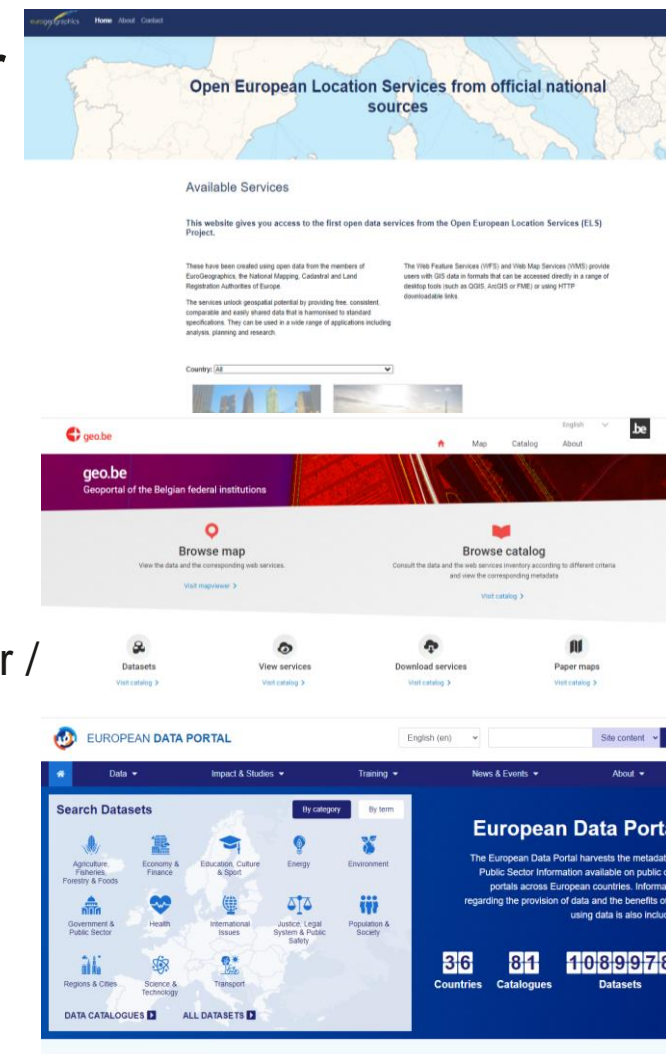 eurogeographics Home About Contact
Open European Location Services from official national
sources
Available Services
This website gives you access to the first open data services from the Open European Location Services (ELS)
Project.
These have been created using open data from the members of
EuroGeographics, the National Mapping, Cadastral and Land
Registration Authorities of Europe.
The services unlock geospatial potential by providing free, consistent,
comparable and easily shared data that is harmonised to standard
specifications. They can be used in a wide range of applications including
analysis, planning and research.
The Web Feature Services (WFS) and Web Map Services (WMS) provide
users with GIS data in formats that can be accessed directly in a range of
desktop tools (such as QGIS, ArcGIS or FME) or using HTTP
downloadable links.
Country: All
geo.be
English
.be
Map Catalog About
geo.be
Geoportal of the Belgian federal institutions
Browse map
View the data and the corresponding web services.
Visit mapviewer >
Browse catalog
Consult the data and the web services inventory according to different criteria
and view the corresponding metadata
Visit catalog >
r /
Datasets
Visit catalog >
View services
Visit catalog >
Download services
Visit catalog >
Paper maps
Visit catalog >
EUROPEAN DATA PORTAL
English (en)
Site content
Data Impact & Studies Training News & Events About
Search Datasets
By category By term
Agriculture,
Fisheries,
Forestry & Foods
Economy &
Finance
Education, Culture
& Sport
Energy
Environment
Government &
Public Sector
Health
International
Issues
Justice, Legal
System & Public
Safety
Population &
Society
Regions & Cities
Science &
Technology
Transport
DATA CATALOGUES ALL DATASETS
European Data Port
The European Data Portal harvests the metadat
Public Sector Information available on public
portals across European countries. Informa
regarding the provision of data and the benefits of
using data is also inclu
36 81 1089978
Countries Catalogues Datasets